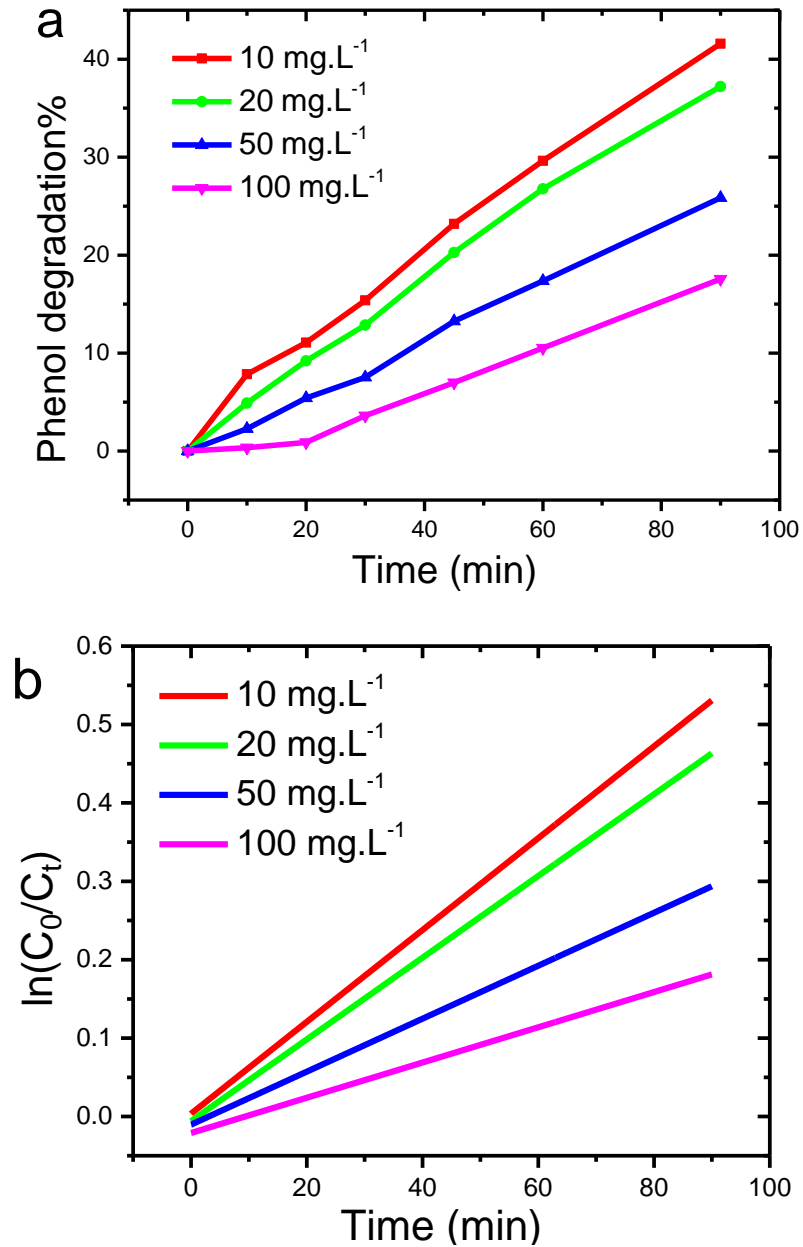 a
10 mg.L-1
20 mg.L-1
50 mg.L-1
100 mg.L-1
Phenol degradation%
40
30
20
10
0
0 20 40 60 80 100
Time (min)
b
10 mg.L-1
20 mg.L-1
50 mg.L-1
100 mg.L-1
ln(C0/Ct)
0.6
0.5
0.4
0.3
0.2
0.1
0.0
0 20 40 60 80 100
Time (min)